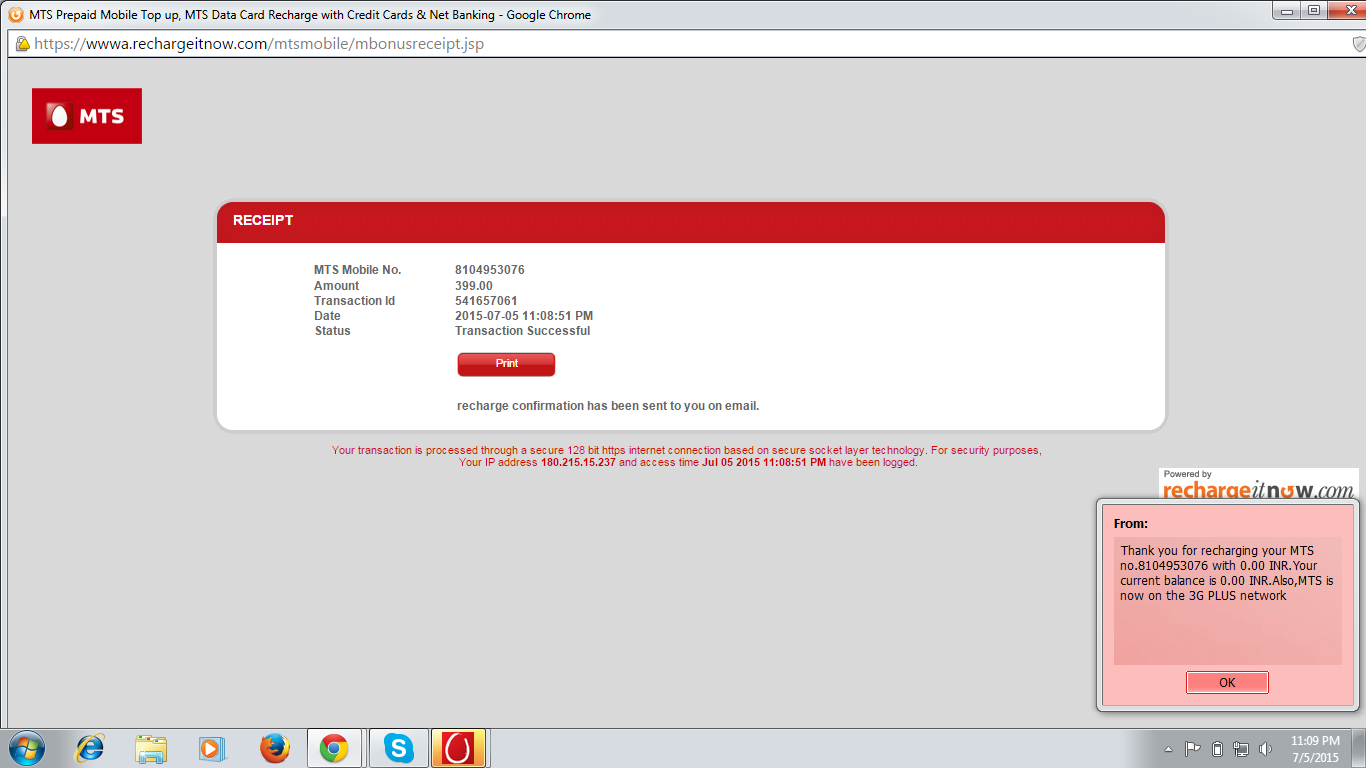 MTS Prepaid Mobile Top up, MTS Data Card Recharge with Credit Cards & Net Banking - Google Chrome
https://wwwa.rechargeitnow.com/mtsmobile/mbonusreceipt.jsp
MTS
RECEIPT
MTS Mobile No. 8104953076
Amount 399.00
Transaction Id 541657061
Date 2015-07-05 11:08:51 PM
Status Transaction Successful
Print
recharge confirmation has been sent to you on email.
Your transaction is processed through a secure 128 bit https internet connection based on secure socket layer technology. For security purposes,
Your IP address 180.215.15.237 and access time Jul 05 2015 11:08:51 PM have been logged.
Powered by
rechargeitnow.com
From:
Thank you for recharging your MTS
no.8104953076 with 0.00 INR.Your
current balance is 0.00 INR.Also,MTS is
now on the 3G PLUS network
OK
11:09 PM
7/5/2015